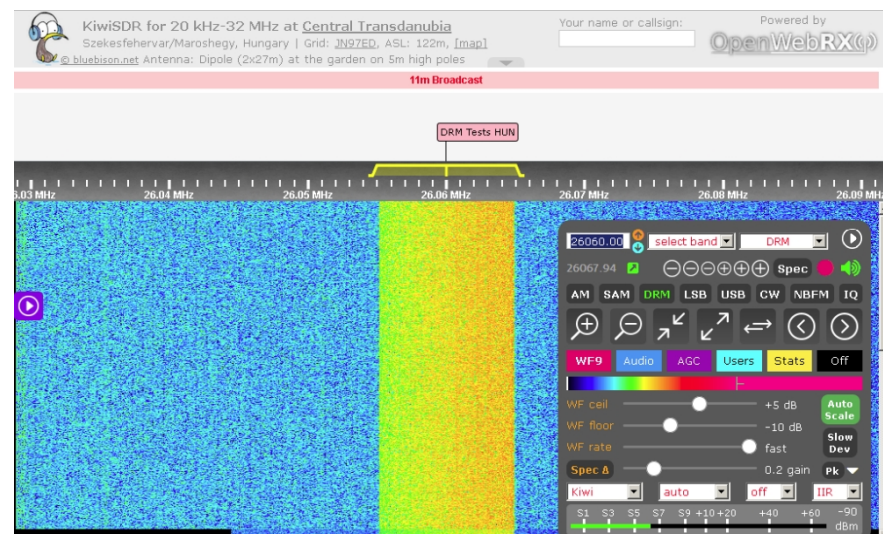 KiwiSDR for 20 kHz-32 MHz at Central Transdanubia
Szekesfehervar/Maroshegy, Hungary | Grid: JN97ED, ASL: 122m, [map]
© bluebison.net Antenna: Dipole (2x27m) at the garden on 5m high poles
Your name or callsign:
Powered by
OpenWebRX
11m Broadcast
DRM Tests HUN
6.03 MHz 26.04 MHz 26.05 MHz 26.06 MHz 26.07 MHz 26.08 MHz 26.09 MH
26060.00 select band DRM
26067.94 Spec
AM SAM DRM LSB USB CW NBFM IQ
WF9 Audio AGC Users Stats Off
WF ceil +5 dB Auto Scale
WF floor -10 dB
WF rate fast Slow Dev
Spec Δ 0.2 gain Pk
Kiwi auto off IIR
S1 S3 S5 S7 S9 +10 +20 +40 +60 -90 dBm